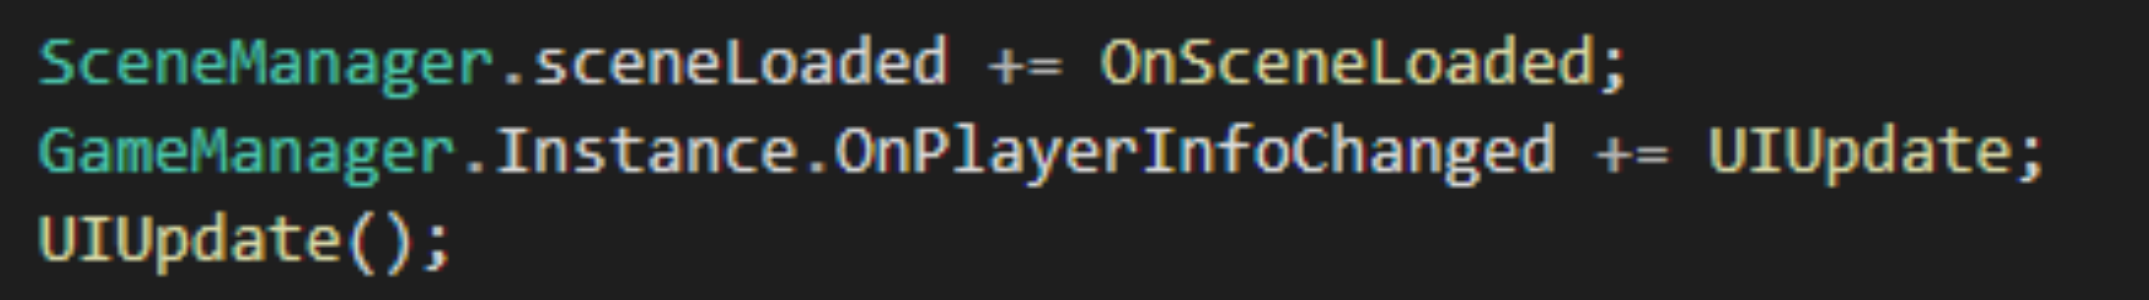 SceneManager.sceneLoaded += OnSceneLoaded;
GameManager.Instance.OnPlayerInfoChanged += UIUpdate;
UIUpdate();